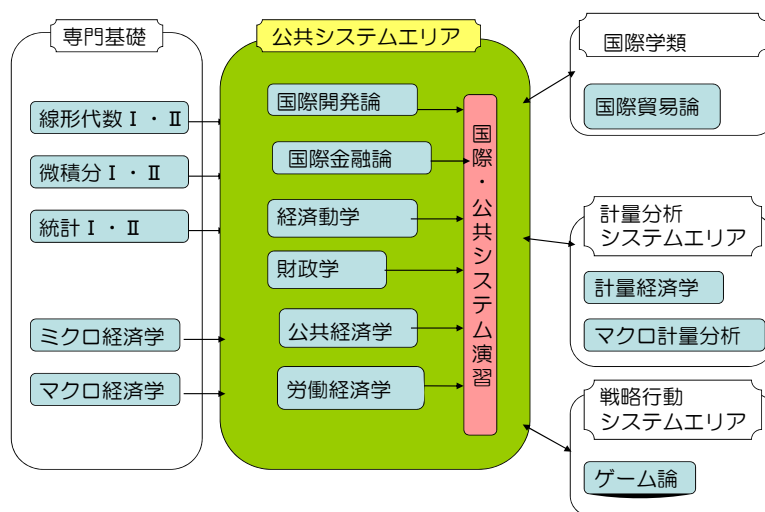 専門基礎
線形代数Ⅰ・Ⅱ
微積分Ⅰ・Ⅱ
統計Ⅰ・Ⅱ
ミクロ経済学
マクロ経済学
公共システムエリア
国際開発論
国際金融論
経済動学
財政学
公共経済学
労働経済学
国際・公共システム演習
国際学類
国際貿易論
計量分析
システムエリア
計量経済学
マクロ計量分析
戦略行動
システムエリア
ゲーム論